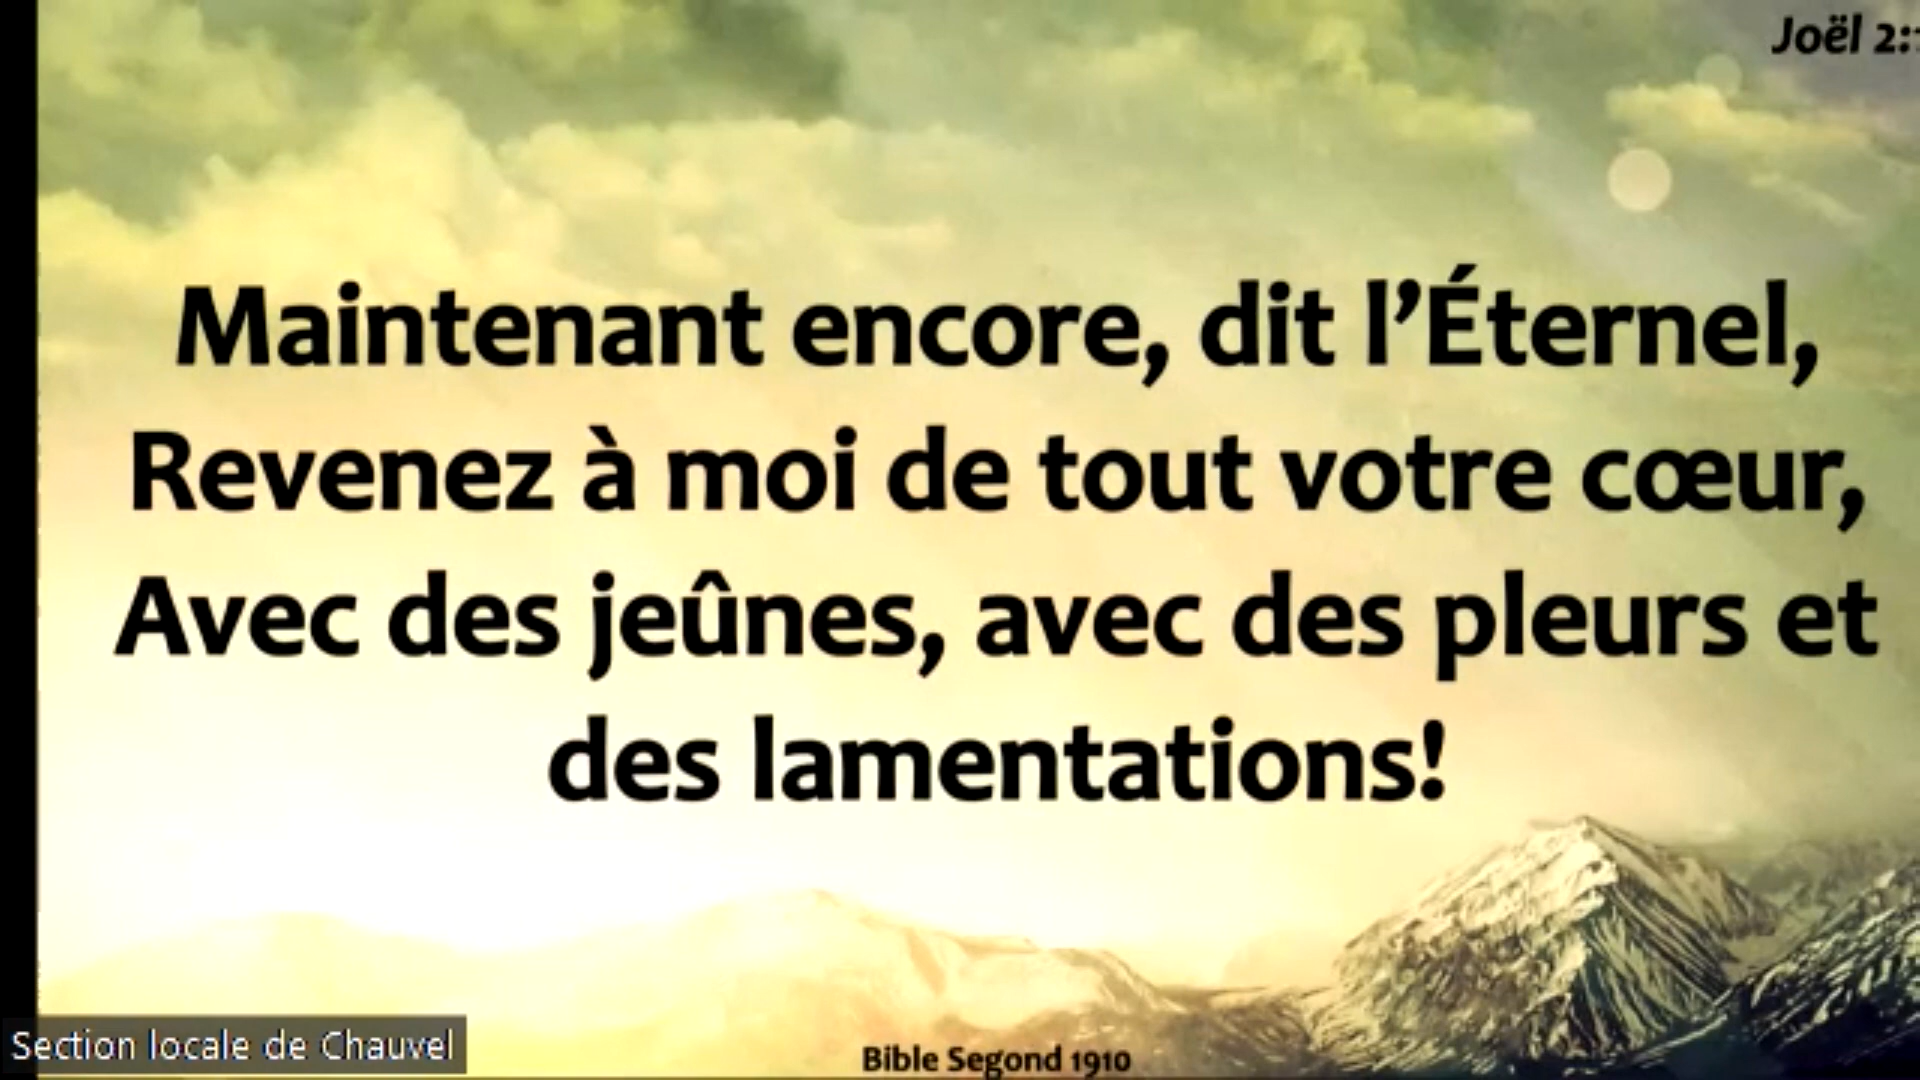 Joël 2:
Maintenant encore, dit l’Éternel,
Revenez à moi de tout votre cœur,
Avec des jeûnes, avec des pleurs et
des lamentations!
Section locale de Chauvel
Bible Segond 1910